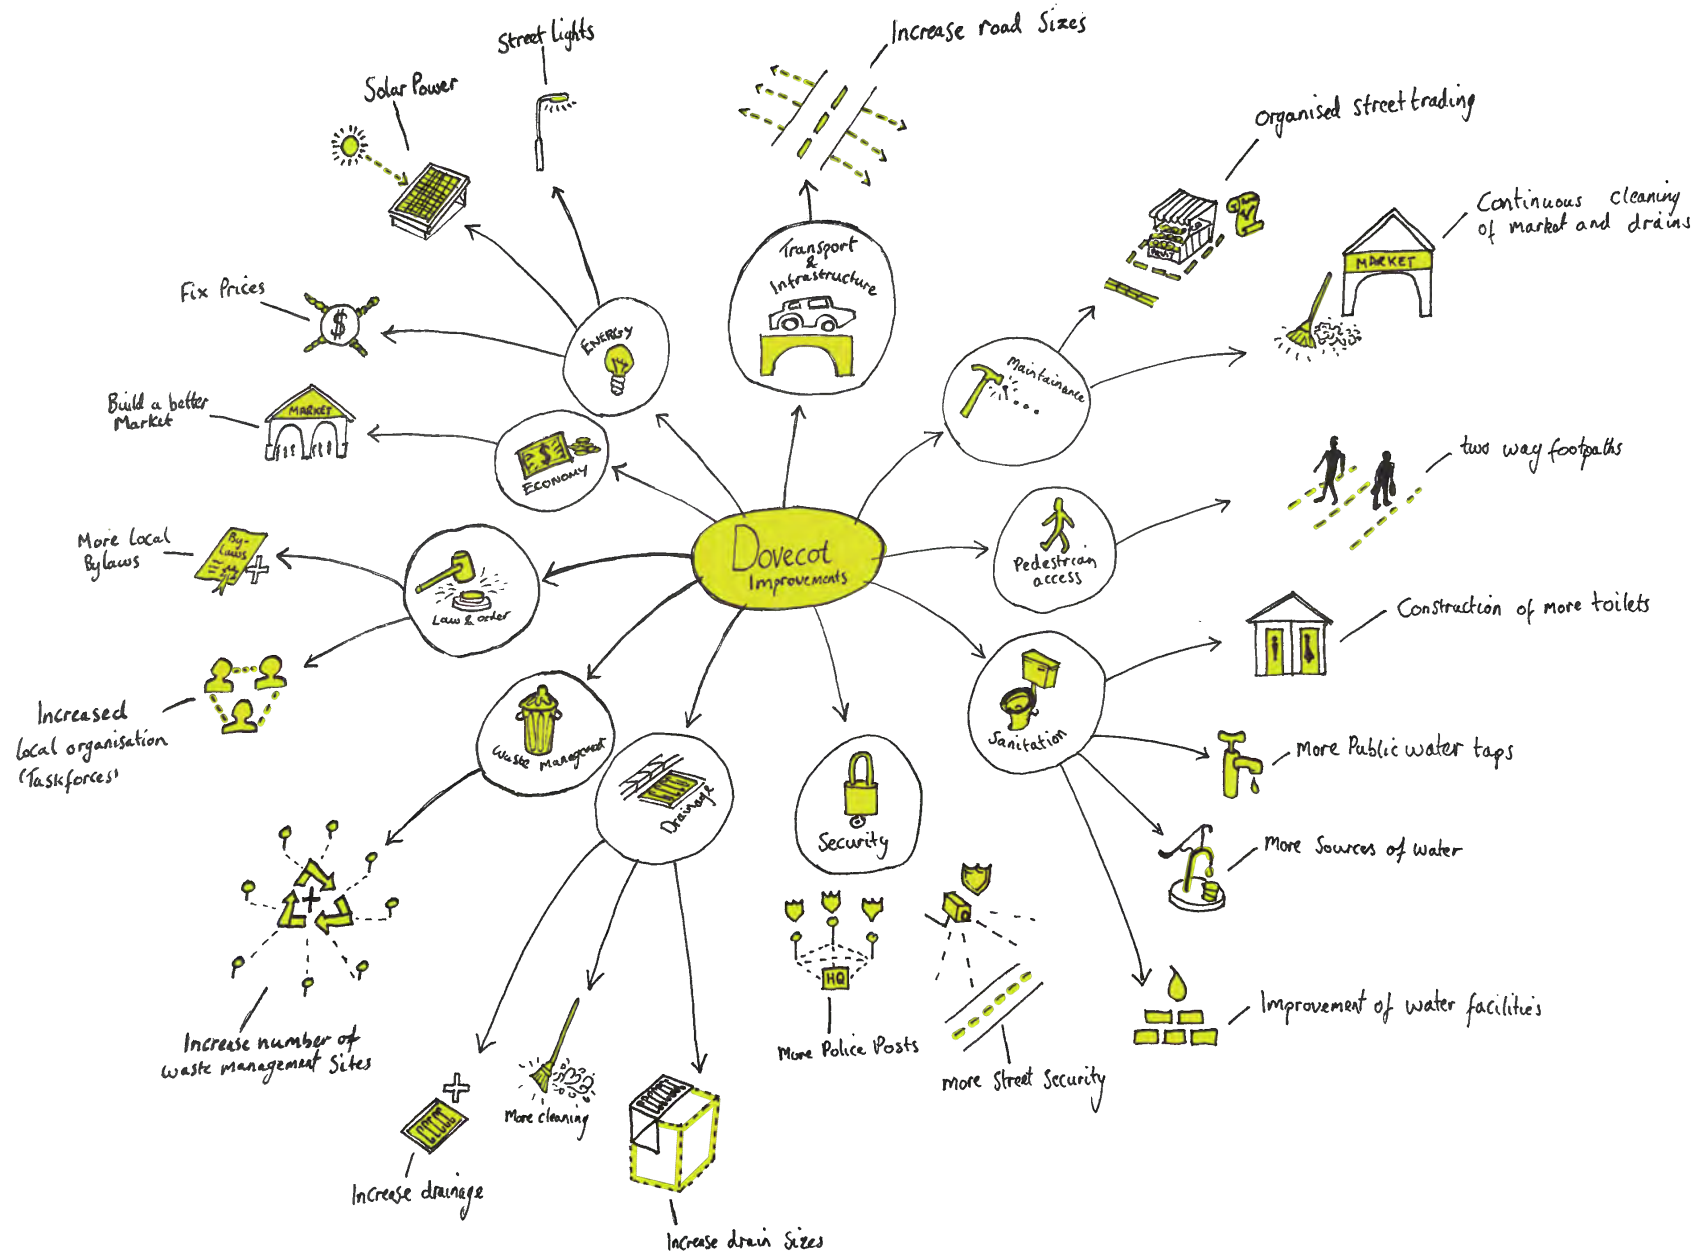 Dovecot
Improvements
Transport
&
Infrastructure
Increase road sizes
Maintainance
Organised street trading
FRUIT
Continuous cleaning
of market and drains
MARKET
Pedestrian
access
two way footpaths
Sanitation
Construction of more toilets
More Public water taps
More sources of water
Improvement of water facilities
Security
HQ
More Police Posts
More Street Security
Drainage
Increase drainage
More cleaning
Increase drain sizes
Waste Management
+
Increase number of
waste management sites
Law & order
More Local
Bylaws
By-
Laws
Increased
local organisation
'Taskforces'
ECONOMY
$
Build a better
Market
MARKET
ENERGY
Fix Prices
$
Solar Power
Street Lights